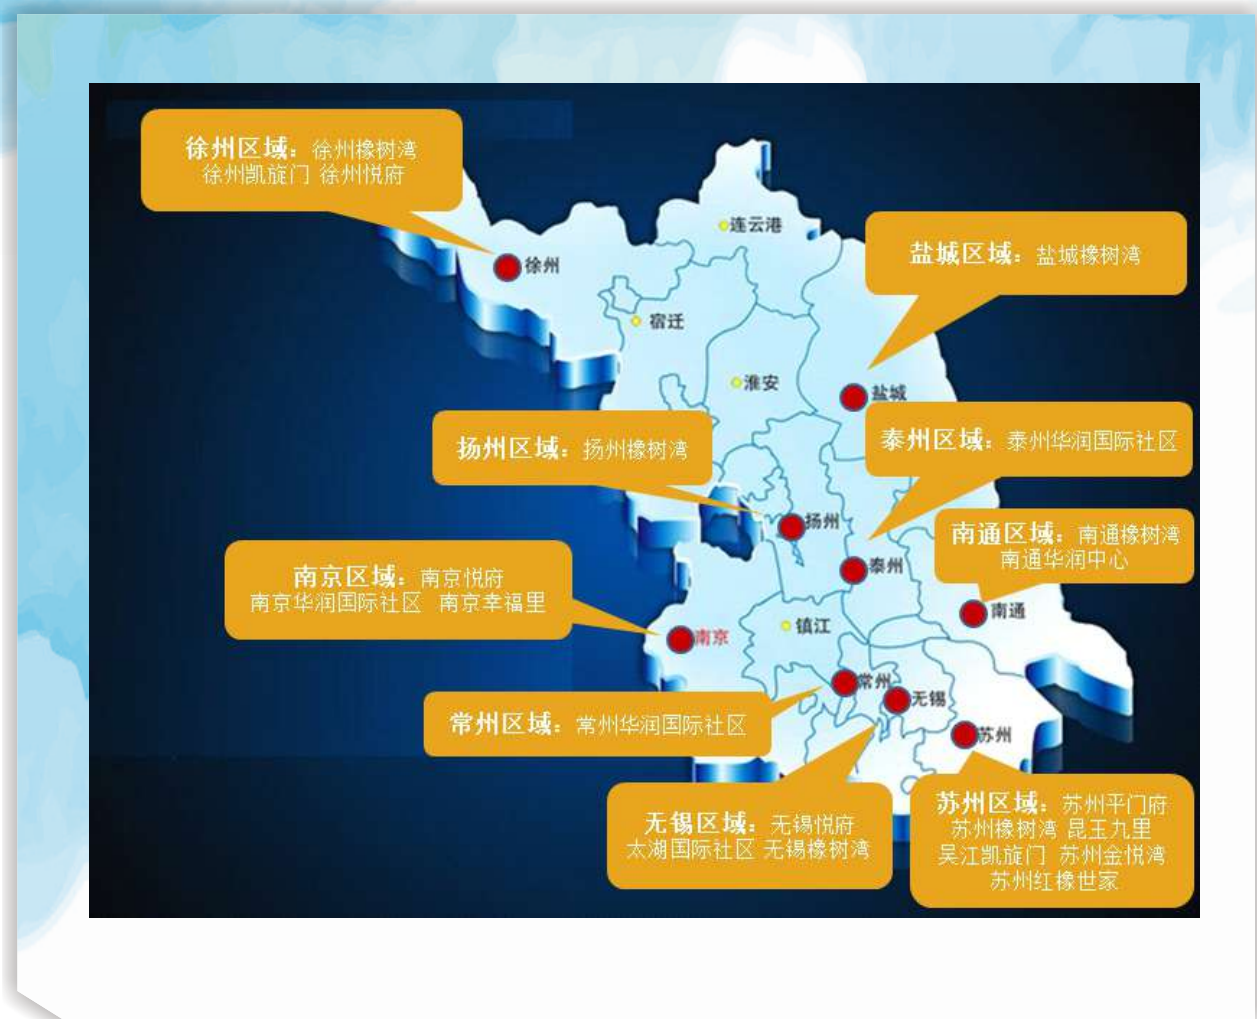 徐州区域：徐州橡树湾
徐州凯旋门 徐州悦府
连云港
盐城区域：盐城橡树湾
徐州
宿迁
淮安
盐城
扬州区域：扬州橡树湾
泰州区域：泰州华润国际社区
扬州
南通区域：南通橡树湾
南通华润中心
泰州
南京区域：南京悦府
南京华润国际社区 南京幸福里
南通
镇江
南京
常州
无锡
常州区域：常州华润国际社区
苏州
无锡区域：无锡悦府
太湖国际社区 无锡橡树湾
苏州区域：苏州平门府
苏州橡树湾 昆玉九里
吴江凯旋门 苏州金悦湾
苏州红橡世家